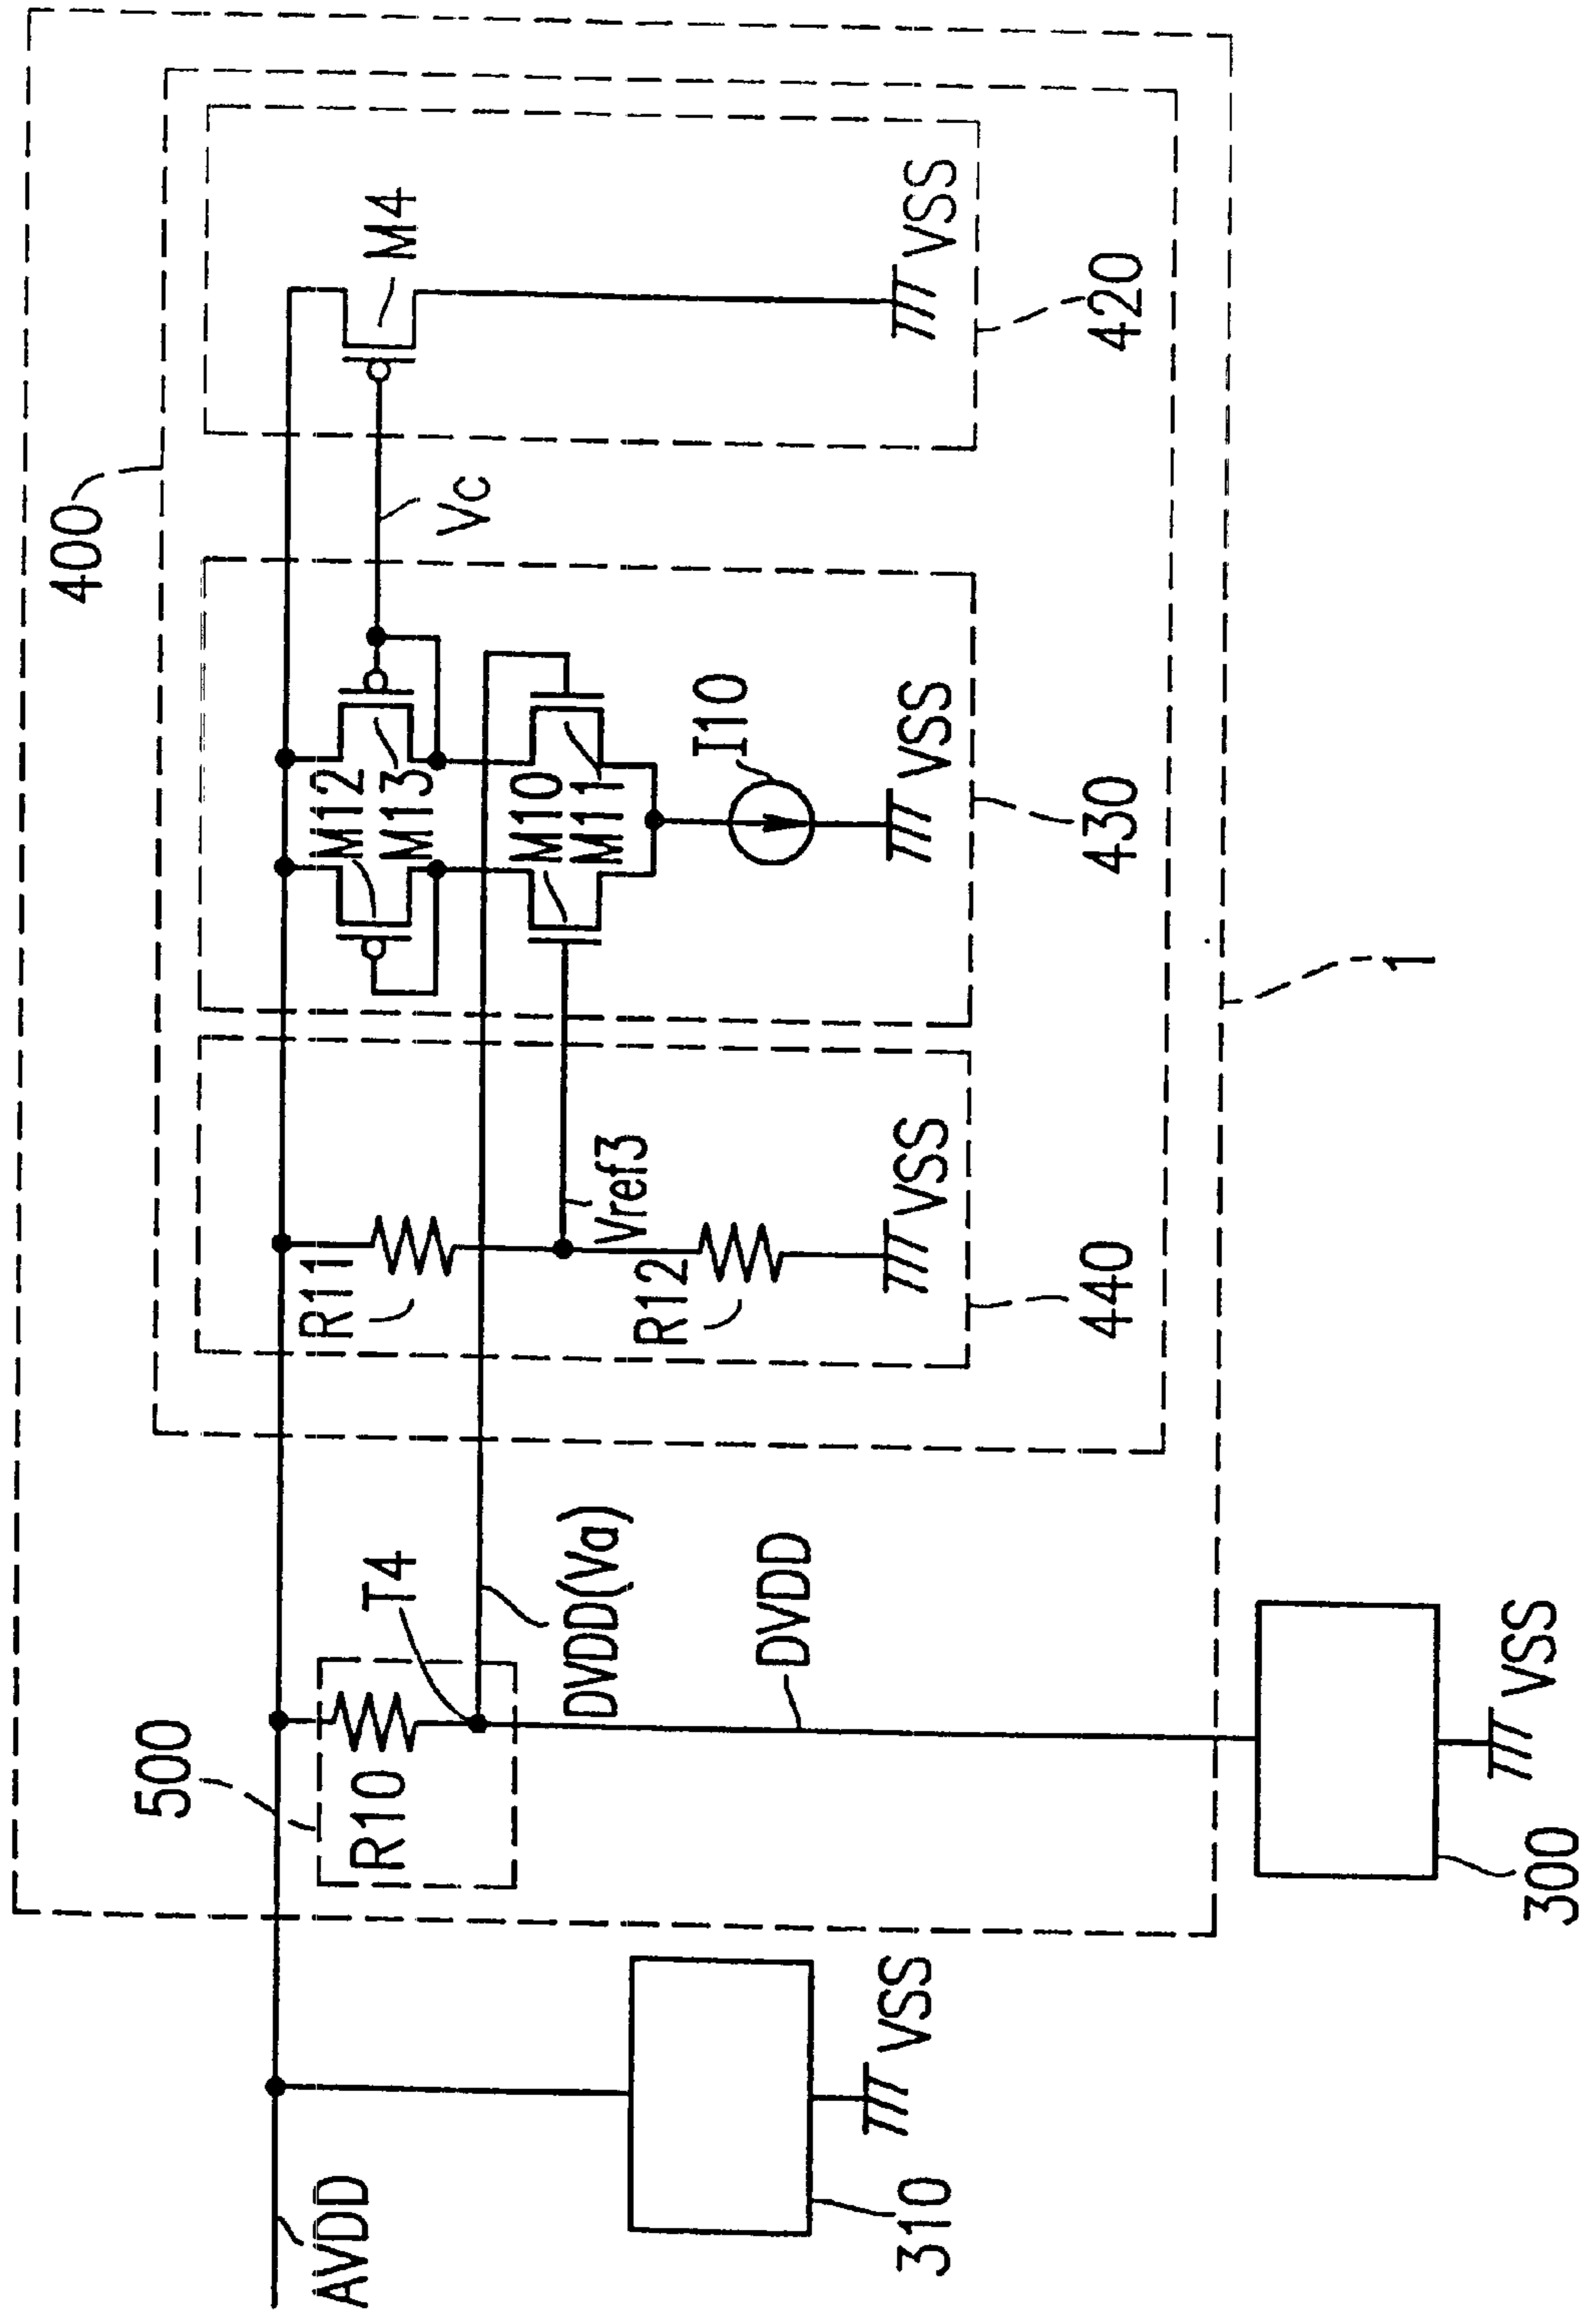 400
M4
VSS
420
Vc
M12
M13
M10
M11
I10
VSS
430
1
R11
Vref3
R12
VSS
440
500
R10
T4
DVDD(Va)
DVDD
VSS
300
AVDD
VSS
310